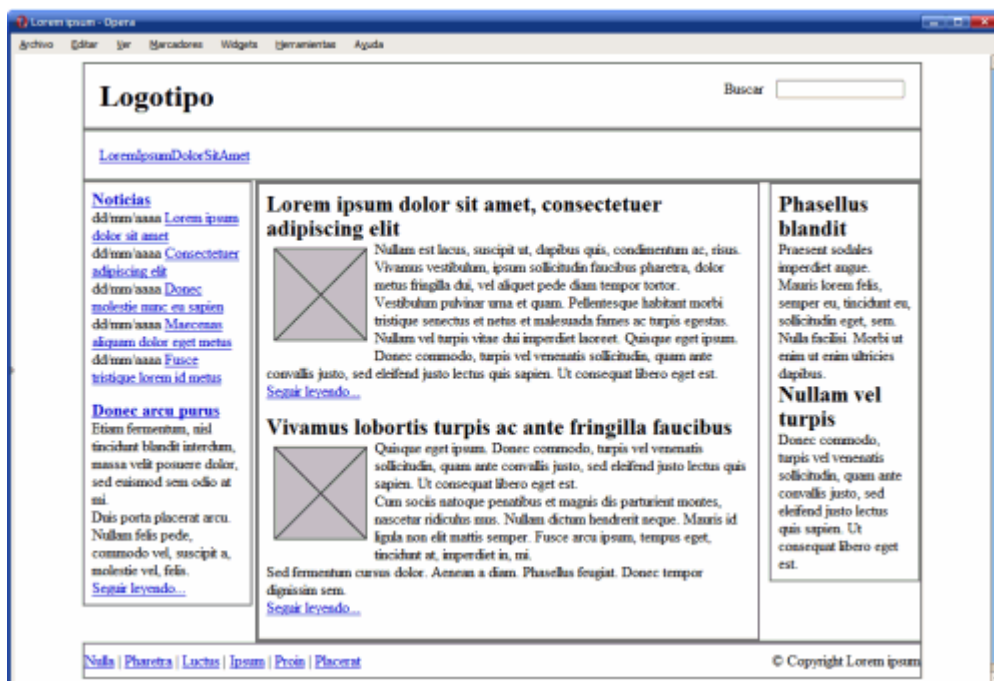 Lorem ipsum - Opera
Archivo Editar Ver Marcadores Widgets Herramientas Ayuda
Logotipo
Buscar
LoremIpsumDolorSitAmet
Noticias
dd/mm/aaaa Lorem ipsum
dolor sit amet
dd/mm/aaaa Consectetuer
adipiscing elit
dd/mm/aaaa Donec
molestie nunc eu sapien
dd/mm/aaaa Maecenas
aliquam dolor eget metus
dd/mm/aaaa Fusce
tristique lorem id metus
Donec arcu purus
Etiam fermentum, nisl
tincidunt blandit interdum,
massa velit posuere dolor,
sed euismod sem odio at
mi.
Duis porta placerat arcu.
Nullam felis pede,
commodo vel, suscipit a,
molestie vel, felis.
Seguir leyendo...
Lorem ipsum dolor sit amet, consectetuer
adipiscing elit
Nullam est lacus, suscipit ut, dapibus quis, condimentum ac, risus.
Vivamus vestibulum, ipsum sollicitudin faucibus pharetra, dolor
metus fringilla dui, vel aliquet pede diam tempor tortor.
Vestibulum pulvinar urna et quam. Pellentesque habitant morbi
tristique senectus et netus et malesuada fames ac turpis egestas.
Nullam vel turpis vitae dui imperdiet laoreet. Quisque eget ipsum.
Donec commodo, turpis vel venenatis sollicitudin, quam ante
convallis justo, sed eleifend justo lectus quis sapien. Ut consequat libero eget est.
Seguir leyendo...
Vivamus lobortis turpis ac ante fringilla faucibus
Quisque eget ipsum. Donec commodo, turpis vel venenatis
sollicitudin, quam ante convallis justo, sed eleifend justo lectus quis
sapien. Ut consequat libero eget est.
Cum sociis natoque penatibus et magnis dis parturient montes,
nascetur ridiculus mus. Nullam dictum hendrerit neque. Mauris id
ligula non elit mattis semper. Fusce arcu ipsum, tempus eget,
tincidunt at, imperdiet in, mi.
Sed fermentum cursus dolor. Aenean a diam. Phasellus feugiat. Donec tempor
dignissim sem.
Seguir leyendo...
Phasellus
blandit
Praesent sodales
imperdiet augue.
Mauris lorem felis,
semper eu, tincidunt eu,
sollicitudin eget, sem.
Nulla facilisi. Morbi ut
enim ut enim ultricies
dapibus.
Nullam vel
turpis
Donec commodo,
turpis vel venenatis
sollicitudin, quam ante
convallis justo, sed
eleifend justo lectus
quis sapien. Ut
consequat libero eget
est.
Nulla | Pharetra | Luctus | Ipsum | Proin | Placerat
© Copyright Lorem ipsum